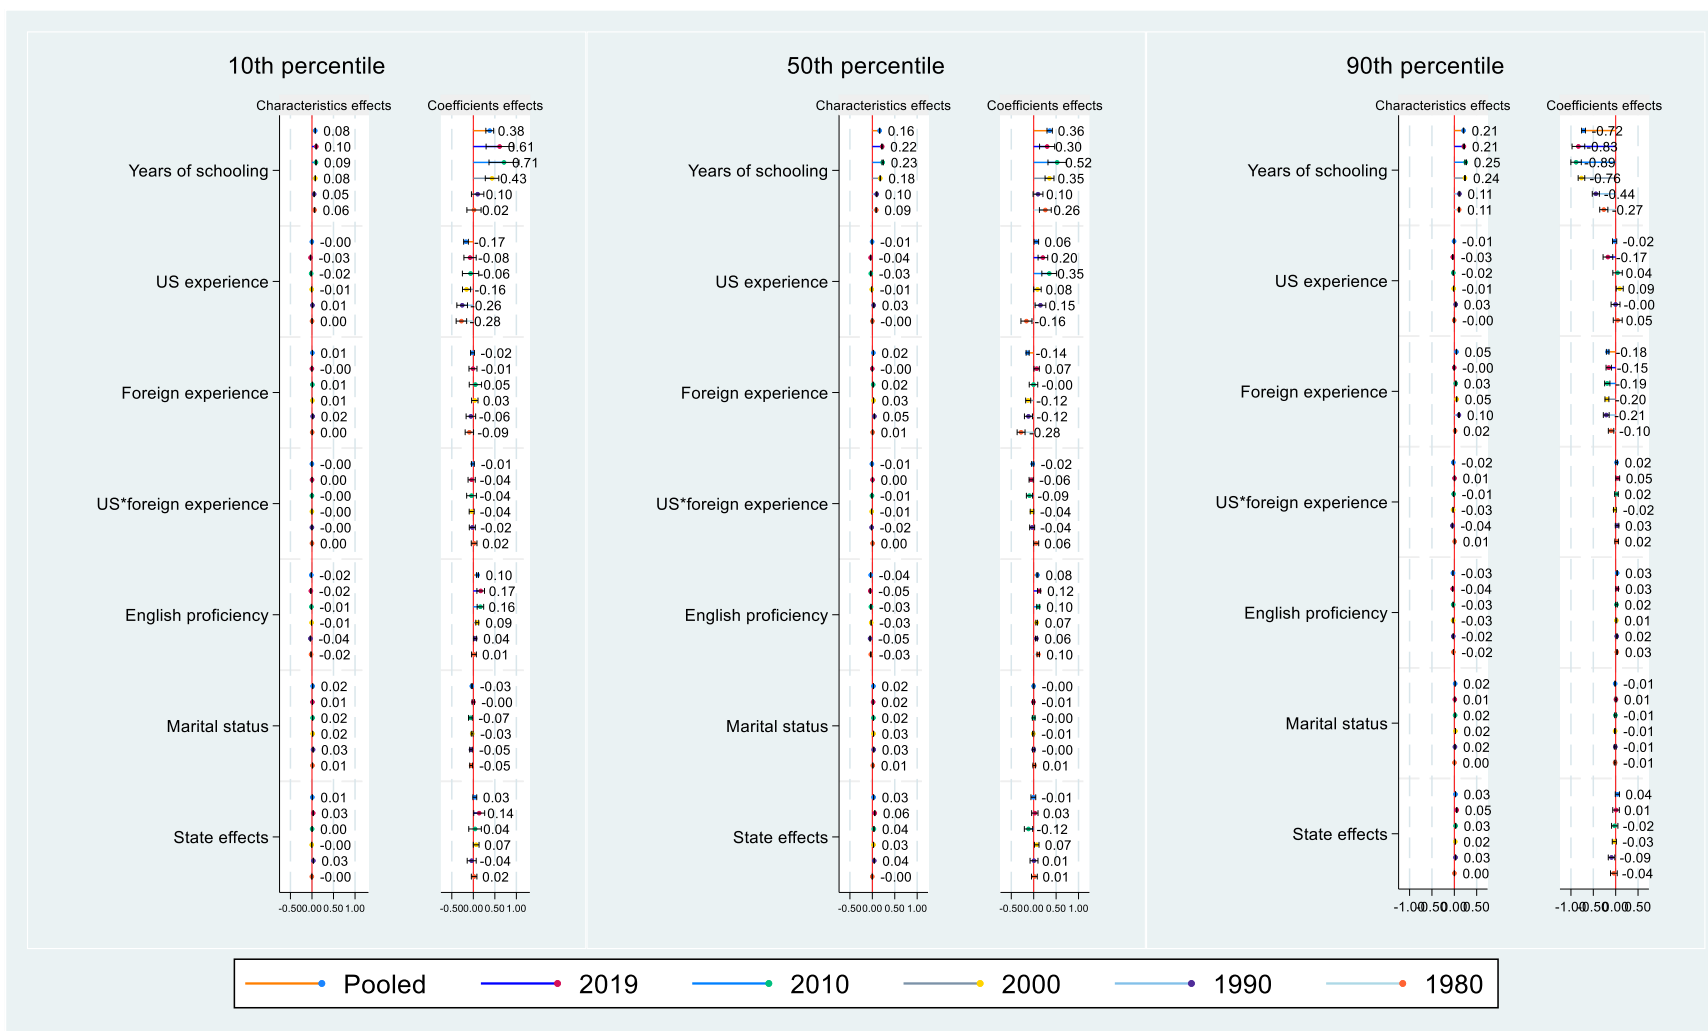 10th percentile 50th percentile 90th percentile
Characteristics effects Coefficients effects Characteristics effects Coefficients effects Characteristics effects Coefficients effects
0.08 0.38 0.16 0.36 0.21 -0.72
0.10 0.61 0.22 0.30 0.21 -0.83
0.09 0.71 0.23 0.52 0.25 -0.89
Years of schooling Years of schooling Years of schooling
0.08 0.43 0.18 0.35 0.24 -0.76
0.05 0.10 0.10 0.10 0.11 -0.44
0.06 0.02 0.09 0.26 0.11 -0.27
-0.00 -0.17 -0.01 0.06 -0.01 -0.02
-0.03 -0.08 -0.04 0.20 -0.03 -0.17
-0.02 -0.06 -0.03 0.35 -0.02 0.04
US experience US experience US experience
-0.01 -0.16 -0.01 0.08 -0.01 0.09
0.01 -0.26 0.03 0.15 0.03 -0.00
0.00 -0.28 -0.00 -0.16 -0.00 0.05
0.01 -0.02 0.02 -0.14 0.05 -0.18
-0.00 -0.01 -0.00 0.07 -0.00 -0.15
0.01 0.05 0.02 -0.00 0.03 -0.19
Foreign experience Foreign experience Foreign experience
0.01 0.03 0.03 -0.12 0.05 -0.20
0.02 -0.06 0.05 -0.12 0.10 -0.21
0.00 -0.09 0.01 -0.28 0.02 -0.10
-0.00 -0.01 -0.01 -0.02 -0.02 0.02
0.00 -0.04 0.00 -0.06 0.01 0.05
-0.00 -0.04 -0.01 -0.09 -0.01 0.02
US*foreign experience US*foreign experience US*foreign experience
-0.00 -0.04 -0.01 -0.04 -0.03 -0.02
-0.00 -0.02 -0.02 -0.04 -0.04 0.03
0.00 0.02 0.00 0.06 0.01 0.02
-0.02 0.10 -0.04 0.08 -0.03 0.03
-0.02 0.17 -0.05 0.12 -0.04 0.03
-0.01 0.16 -0.03 0.10 -0.03 0.02
English proficiency English proficiency English proficiency
-0.01 0.09 -0.03 0.07 -0.03 0.01
-0.04 0.04 -0.05 0.06 -0.02 0.02
-0.02 0.01 -0.03 0.10 -0.02 0.03
0.02 -0.03 0.02 -0.00 0.02 -0.01
0.01 -0.00 0.02 -0.01 0.01 0.01
0.02 -0.07 0.02 -0.00 0.02 -0.01
Marital status Marital status Marital status
0.02 -0.03 0.03 -0.01 0.02 -0.01
0.03 -0.05 0.03 -0.00 0.02 -0.01
0.01 -0.05 0.01 0.01 0.00 -0.01
0.01 0.03 0.03 -0.01 0.03 0.04
0.03 0.14 0.06 0.03 0.05 0.01
0.00 0.04 0.04 -0.12 0.03 -0.02
State effects State effects State effects
-0.00 0.07 0.03 0.07 0.02 -0.03
0.03 -0.04 0.04 0.01 0.03 -0.09
-0.00 0.02 -0.00 0.01 0.00 -0.04
-0.50 0.00 0.50 1.00 -0.50 0.00 0.50 1.00 -0.50 0.00 0.50 1.00 -0.50 0.00 0.50 1.00 -1.00 -0.50 0.00 0.50 -1.00 -0.50 0.00 0.50
Pooled 2019 2010 2000 1990 1980